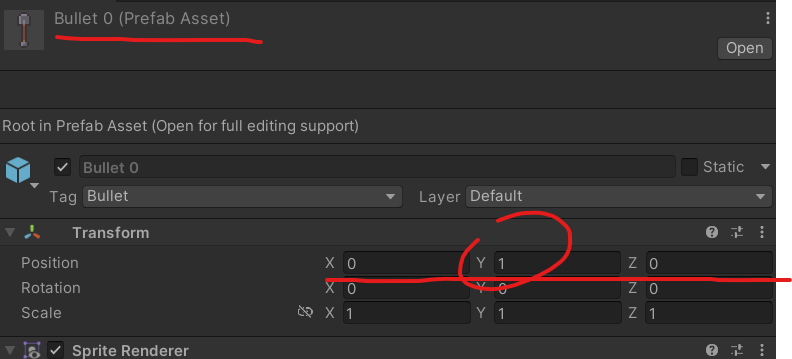 Bullet 0 (Prefab Asset)
Open
Root in Prefab Asset (Open for full editing support)
Bullet 0
Static
Tag Bullet Layer Default
Transform
Position X 0 Y 1 Z 0
Rotation X 0 Y 0 Z 0
Scale X 1 Y 1 Z 1
Sprite Renderer